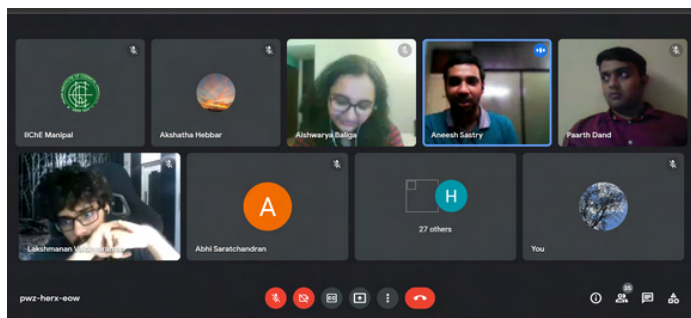 IIChE Manipal
Akshatha Hebbar
Aishwarya Baliga
Aneesh Sastry
Paarth Dand
Lakshmanan
A
Abhi Saratchandran
H
27 others
You
pwz-herx-eow
35